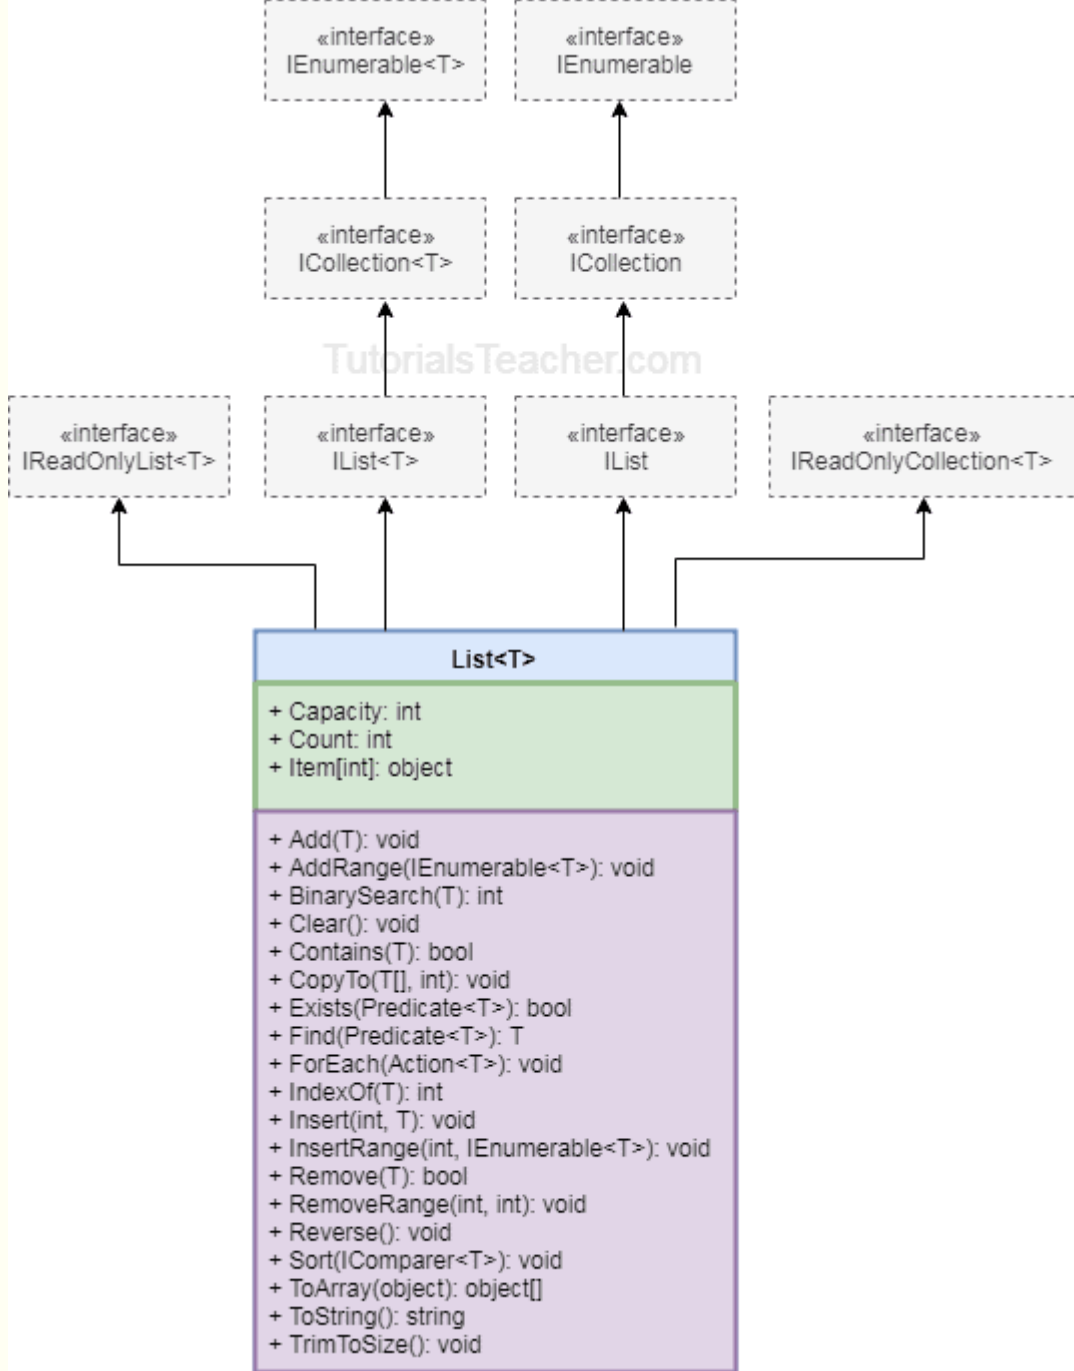 «interface»
IEnumerable<T>
«interface»
IEnumerable
«interface»
ICollection<T>
«interface»
ICollection
TutorialsTeacher.com
«interface»
IReadOnlyList<T>
«interface»
IList<T>
«interface»
IList
«interface»
IReadOnlyCollection<T>
List<T>
+ Capacity: int
+ Count: int
+ Item[int]: object
+ Add(T): void
+ AddRange(IEnumerable<T>): void
+ BinarySearch(T): int
+ Clear(): void
+ Contains(T): bool
+ CopyTo(T[], int): void
+ Exists(Predicate<T>): bool
+ Find(Predicate<T>): T
+ ForEach(Action<T>): void
+ IndexOf(T): int
+ Insert(int, T): void
+ InsertRange(int, IEnumerable<T>): void
+ Remove(T): bool
+ RemoveRange(int, int): void
+ Reverse(): void
+ Sort(IComparer<T>): void
+ ToArray(object): object[]
+ ToString(): string
+ TrimToSize(): void